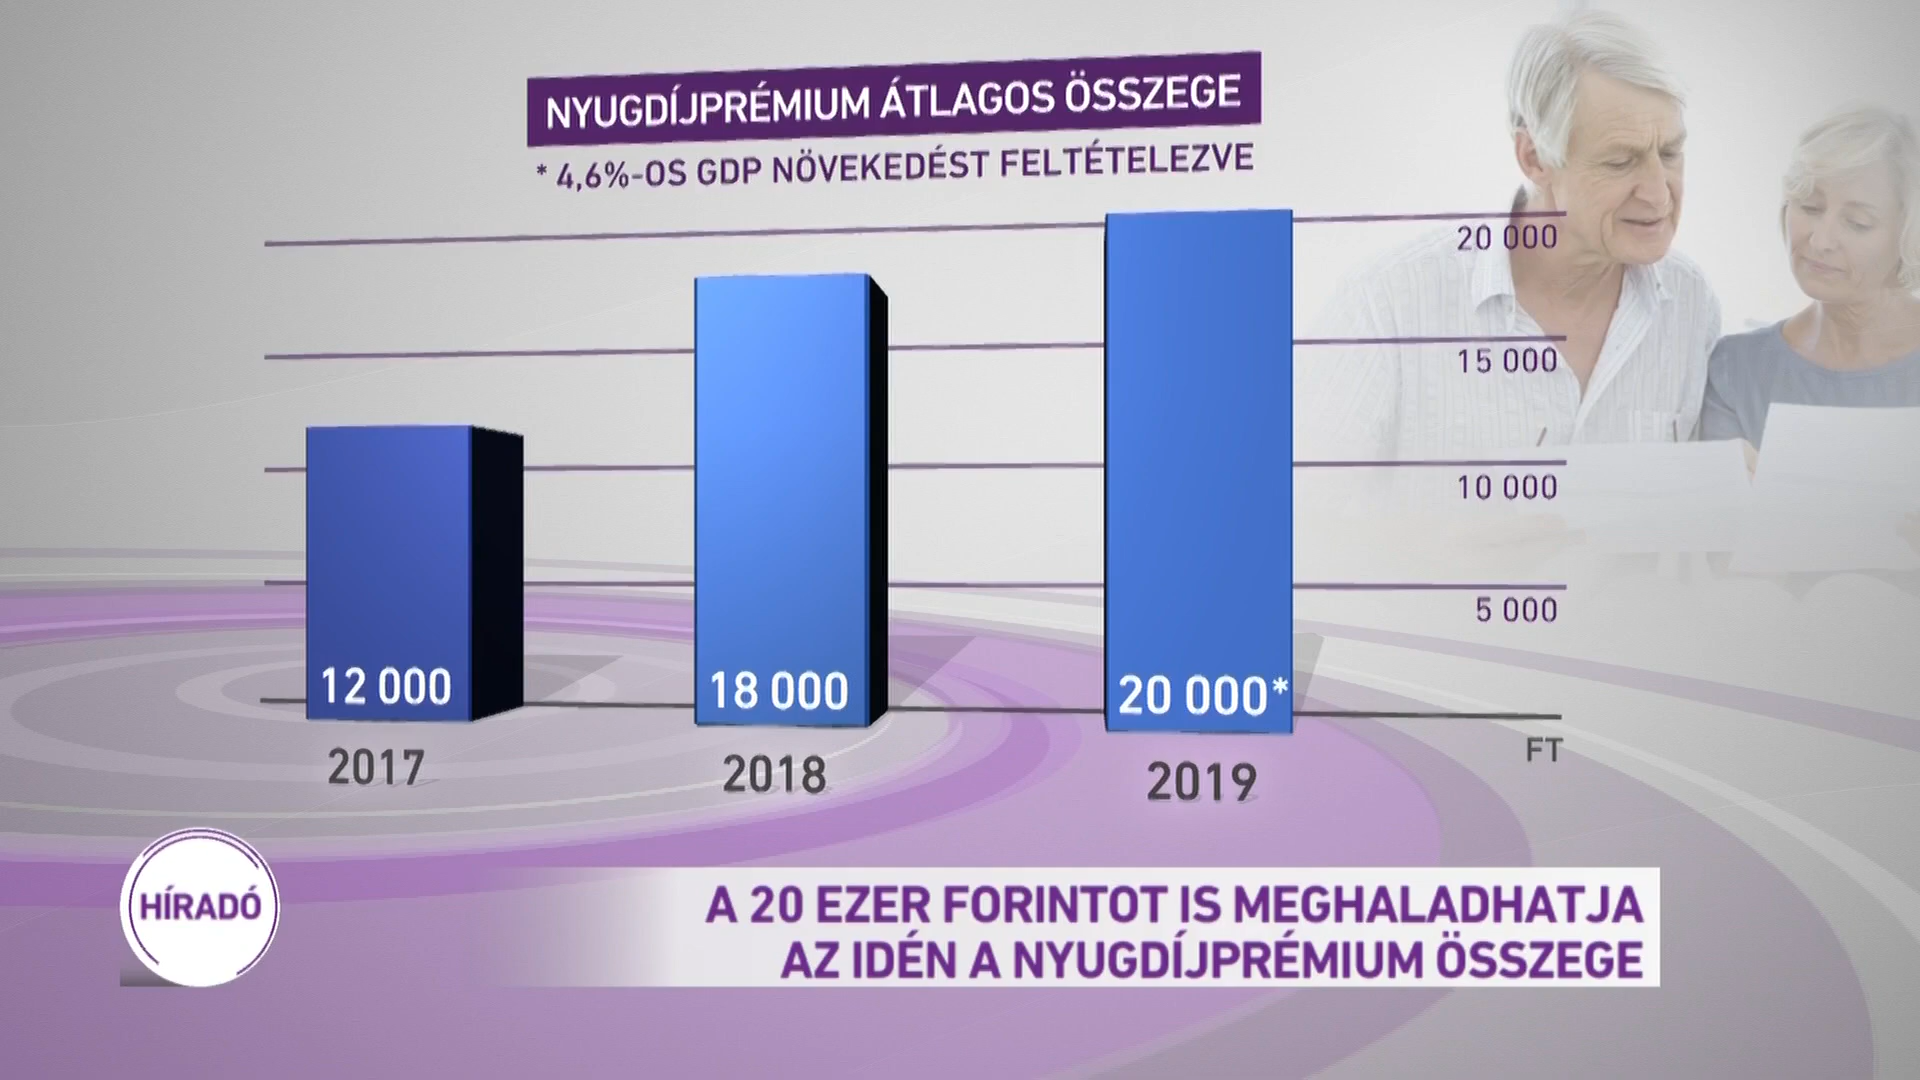 NYUGDÍJPRÉMIUM ÁTLAGOS ÖSSZEGE
* 4,6%-OS GDP NÖVEKEDÉST FELTÉTELEZVE
20 000
15 000
10 000
5 000
12 000
18 000
20 000*
FT
2017
2018
2019
HÍRADÓ
A 20 EZER FORINTOT IS MEGHALADHATJA
AZ IDÉN A NYUGDÍJPRÉMIUM ÖSSZEGE